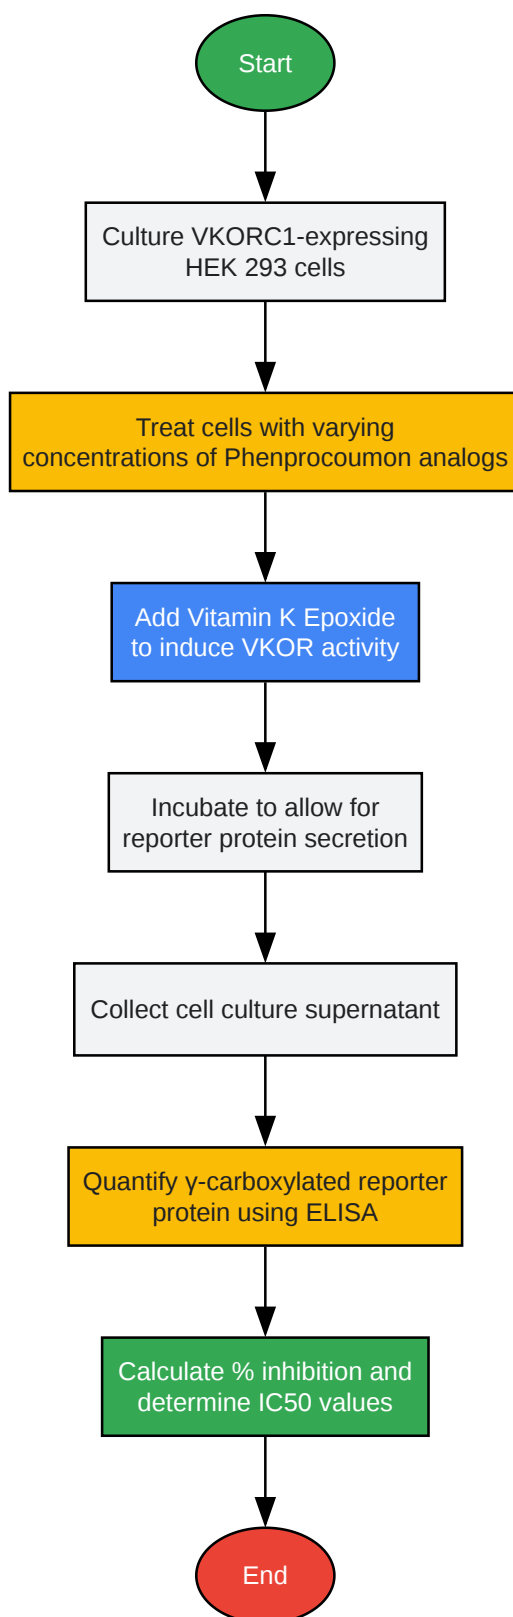 Start
Culture VKORC1-expressing
HEK 293 cells
Treat cells with varying
concentrations of Phenprocoumon analogs
Add Vitamin K Epoxide
to induce VKOR activity
Incubate to allow for
reporter protein secretion
Collect cell culture supernatant
Quantify γ-carboxylated reporter
protein using ELISA
Calculate % inhibition and
determine IC50 values
End